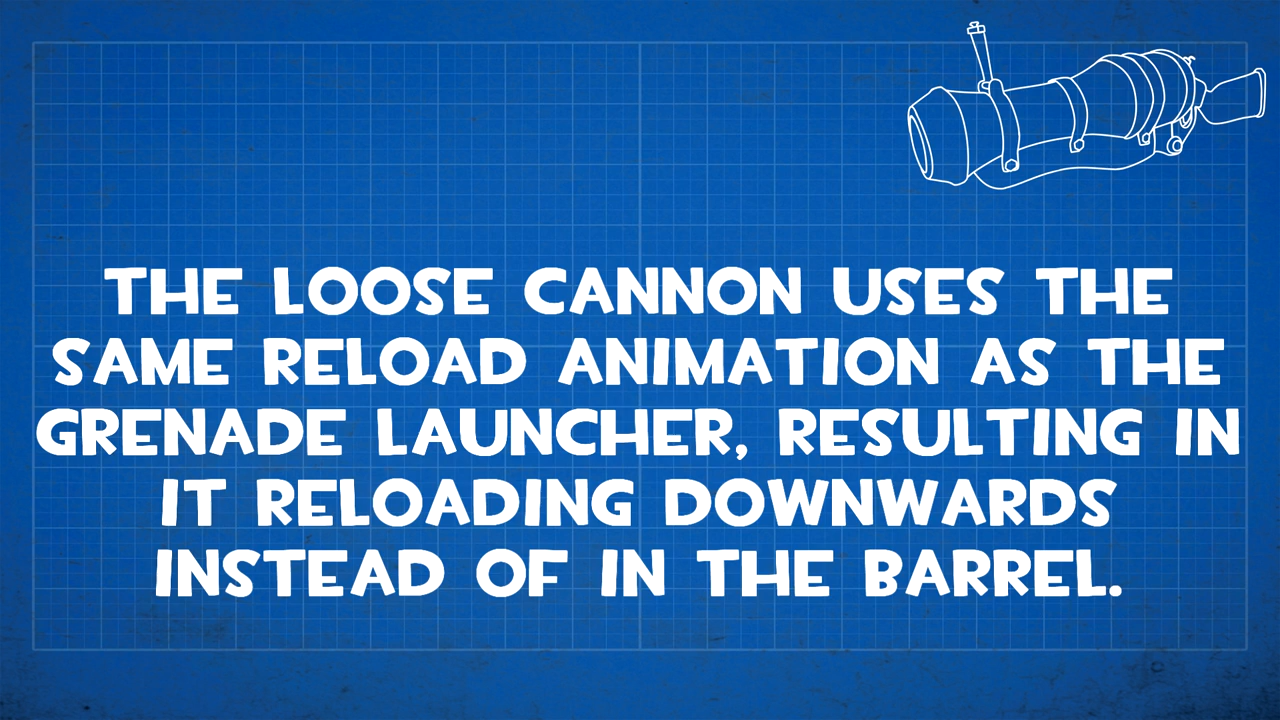 THE LOOSE CANNON USES THE
SAME RELOAD ANIMATION AS THE
GRENADE LAUNCHER, RESULTING IN
IT RELOADING DOWNWARDS
INSTEAD OF IN THE BARREL.